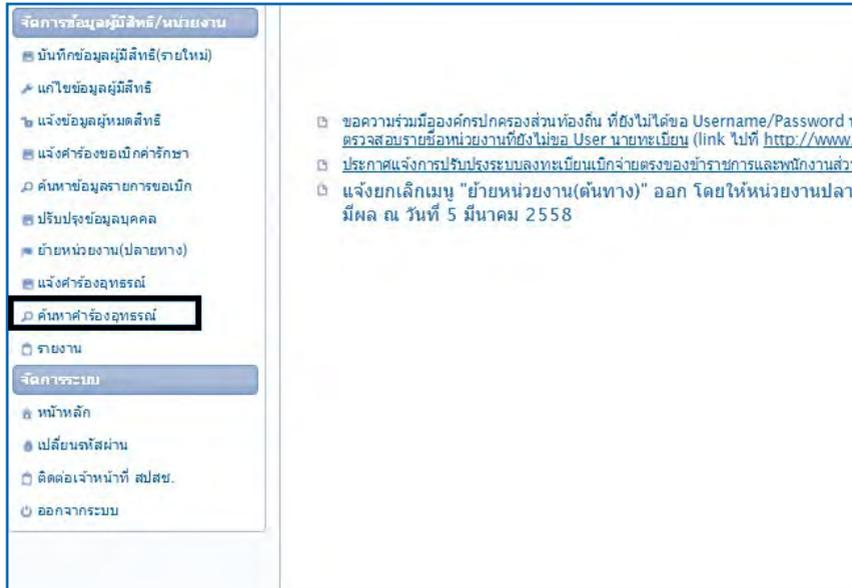 จัดการข้อมูลผู้มีสิทธิ/หน่วยงาน
บันทึกข้อมูลผู้มีสิทธิ(รายใหม่)
แก้ไขข้อมูลผู้มีสิทธิ
แจ้งข้อมูลผู้หมดสิทธิ
แจ้งคำร้องขอเบิกค่ารักษา
ค้นหาข้อมูลรายการขอเบิก
ปรับปรุงข้อมูลบุคคล
ย้ายหน่วยงาน(ปลายทาง)
แจ้งคำร้องอุทธรณ์
ค้นหาคำร้องอุทธรณ์
รายงาน
จัดการระบบ
หน้าหลัก
เปลี่ยนรหัสผ่าน
ติดต่อเจ้าหน้าที่ สปสช.
ออกจากระบบ
ขอความร่วมมือองค์กรปกครองส่วนท้องถิ่น ที่ยังไม่ได้ขอ Username/Password
ตรวจสอบรายชื่อหน่วยงานที่ยังไม่ขอ User นายทะเบียน (link ไปที่ http://www.
ประกาศแจ้งการปรับปรุงระบบลงทะเบียนเบิกจ่ายตรงของข้าราชการและพนักงานส่ว
แจ้งยกเลิกเมนู "ย้ายหน่วยงาน(ต้นทาง)" ออก โดยให้หน่วยงานปลา
มีผล ณ วันที่ 5 มีนาคม 2558